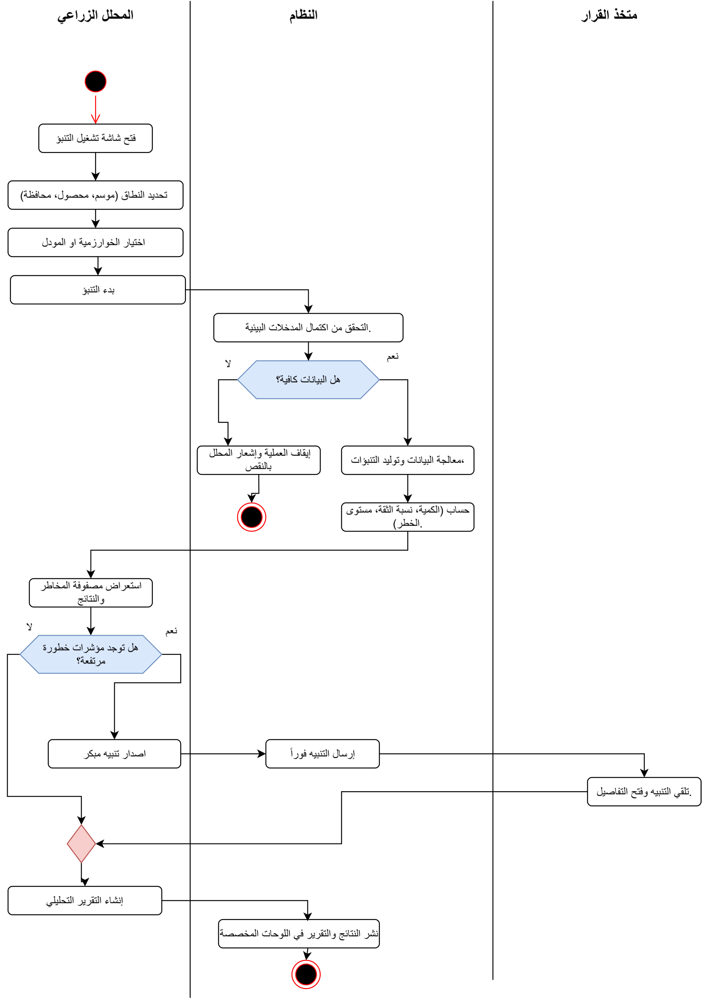 المحلل الزراعي
النظام
متخذ القرار
فتح شاشة تشغيل التنبؤ
تحديد النطاق (موسم، محصول، محافظة)
اختيار الخوارزمية او المودل
بدء التنبؤ
التحقق من اكتمال المدخلات البيئية.
نعم
لا
هل البيانات كافية؟
إيقاف العملية وإشعار المحلل
بالنقص
معالجة البيانات وتوليد التنبؤات،
حساب (الكمية، نسبة الثقة، مستوى
الخطر).
استعراض مصفوفة المخاطر
والنتائج
لا
نعم
هل توجد مؤشرات خطورة
مرتفعة؟
اصدار تنبيه مبكر
إرسال التنبيه فوراً
تلقي التنبيه وفتح التفاصيل.
إنشاء التقرير التحليلي
نشر النتائج والتقرير في اللوحات المخصصة